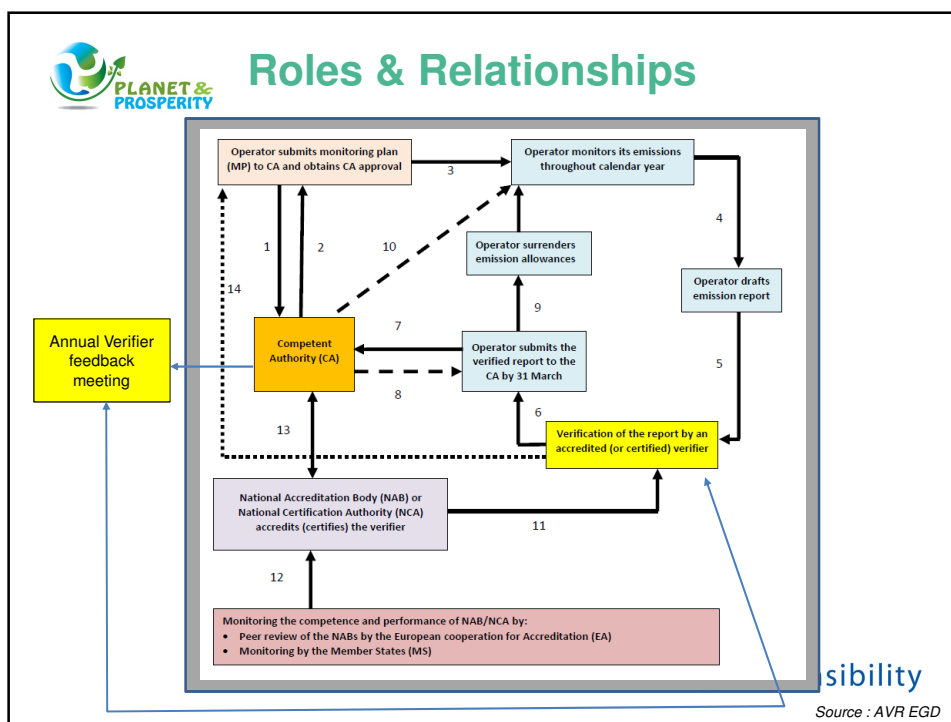 PLANET &
PROSPERITY
Roles & Relationships
Operator submits monitoring plan
(MP) to CA and obtains CA approval
3
Operator monitors its emissions
throughout calendar year
4
1
2
10
Operator surrenders
emission allowances
14
9
Operator drafts
emission report
Annual Verifier
feedback
meeting
Competent
Authority (CA)
7
8
Operator submits the
verified report to the
CA by 31 March
5
6
13
Verification of the report by an
accredited (or certified) verifier
National Accreditation Body (NAB) or
National Certification Authority (NCA)
accredits (certifies) the verifier
11
12
Monitoring the competence and performance of NAB/NCA by:
• Peer review of the NABs by the European cooperation for Accreditation (EA)
• Monitoring by the Member States (MS)
sibility
Source : AVR EGD